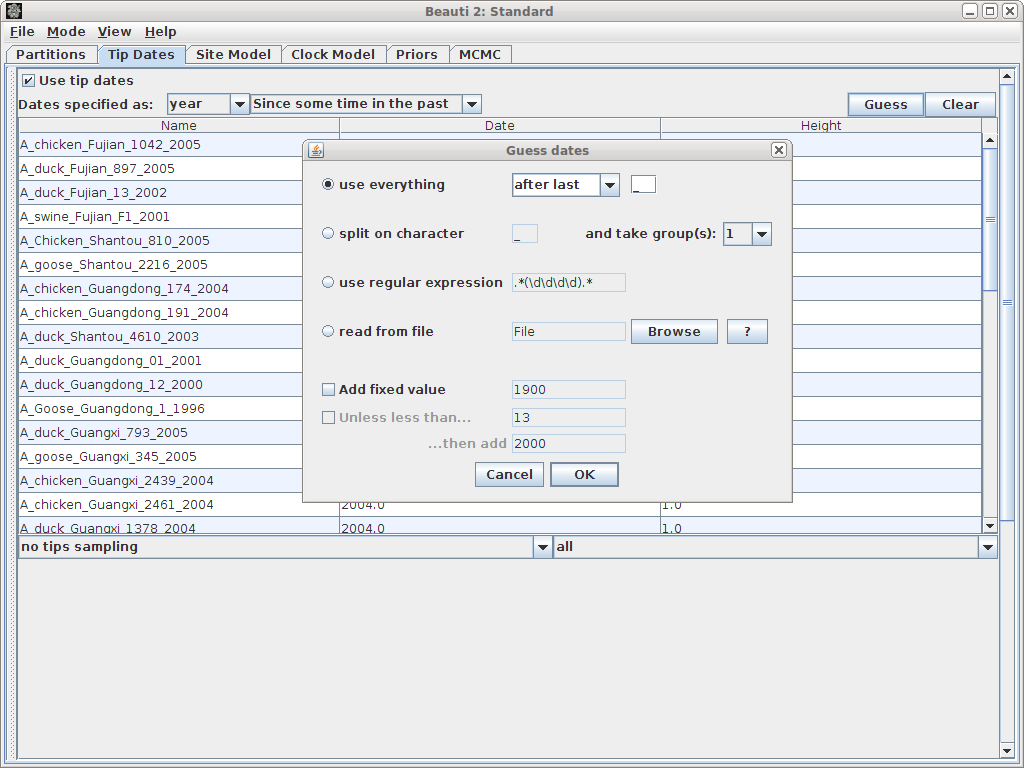 Beauti 2: Standard
File Mode View Help
Partitions Tip Dates Site Model Clock Model Priors MCMC
Use tip dates
Dates specified as: year Since some time in the past Guess Clear
Name Date Height
A_chicken_Fujian_1042_2005
A_duck_Fujian_897_2005
A_duck_Fujian_13_2002
A_swine_Fujian_F1_2001
A_Chicken_Shantou_810_2005
A_goose_Shantou_2216_2005
A_chicken_Guangdong_174_2004
A_chicken_Guangdong_191_2004
A_duck_Shantou_4610_2003
A_duck_Guangdong_01_2001
A_duck_Guangdong_12_2000
A_Goose_Guangdong_1_1996
A_duck_Guangxi_793_2005
A_goose_Guangxi_345_2005
A_chicken_Guangxi_2439_2004
A_chicken_Guangxi_2461_2004 2004.0 1.0
A_duck_Guangxi_1378_2004 2004.0 1.0
Guess dates
use everything after last _
split on character _ and take group(s): 1
use regular expression .*(\d\d\d\d).*
read from file File Browse ?
Add fixed value 1900
Unless less than... 13
...then add 2000
Cancel OK
no tips sampling all